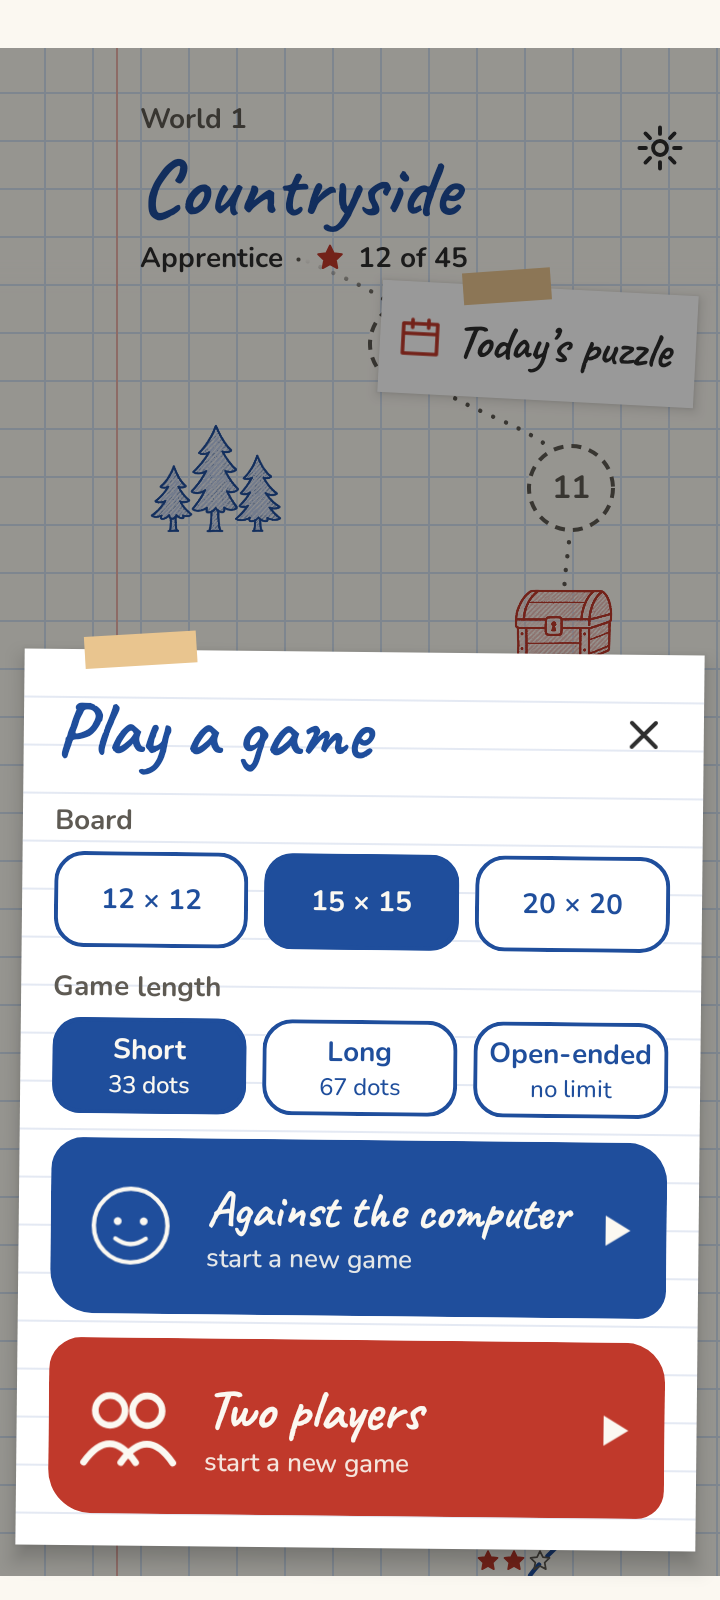 World 1
Countryside
Apprentice · 12 of 45
Today's puzzle
11
Play a game
Board
12 × 12
15 × 15
20 × 20
Game length
Short
33 dots
Long
67 dots
Open-ended
no limit
Against the computer
start a new game
Two players
start a new game